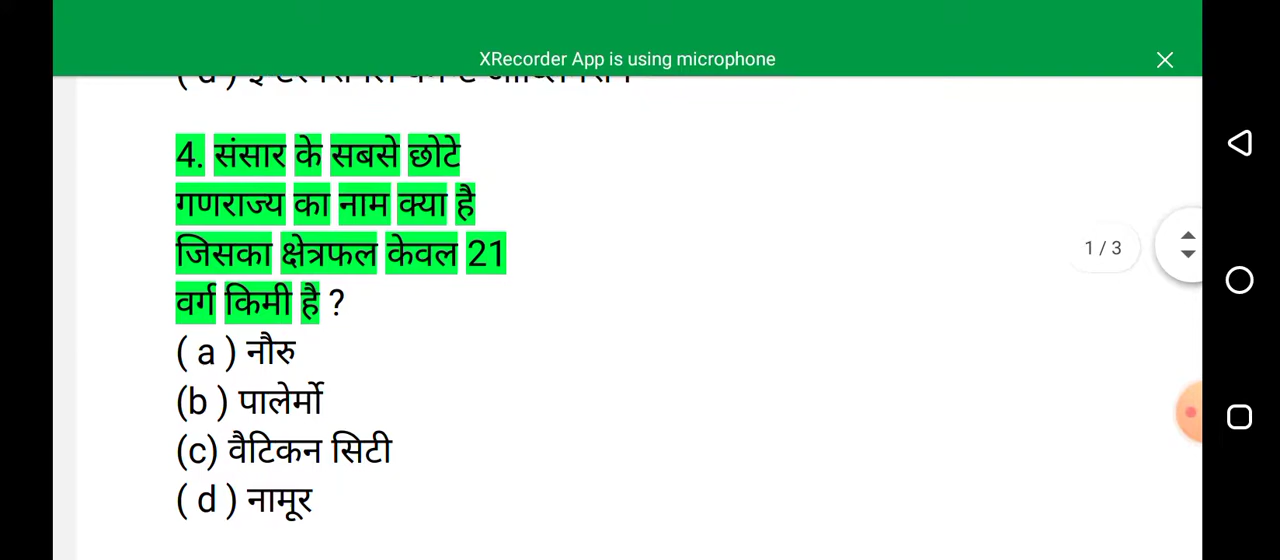 XRecorder App is using microphone
4. संसार के सबसे छोटे
गणराज्य का नाम क्या है
जिसका क्षेत्रफल केवल 21
वर्ग किमी है ?
1 / 3
( a ) नौरु
(b ) पालेर्मो
(c) वैटिकन सिटी
( d ) नामूर